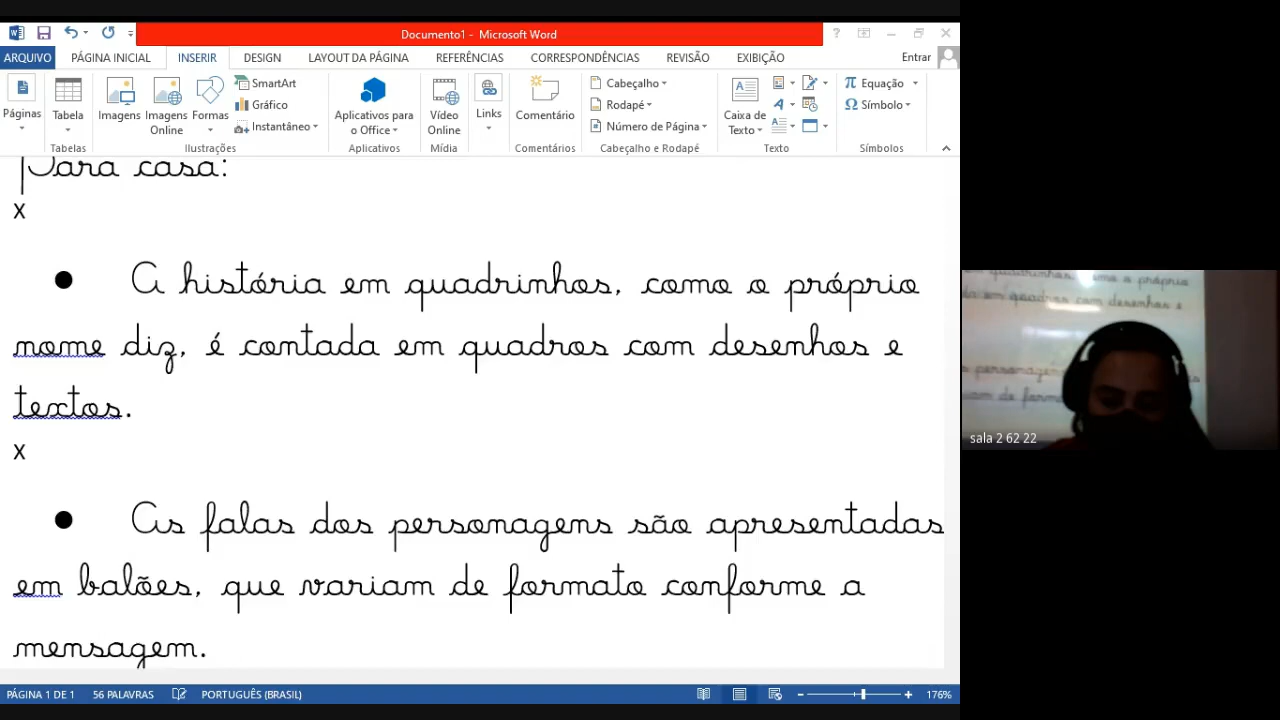 Documento1 - Microsoft Word
ARQUIVO PÁGINA INICIAL INSERIR DESIGN LAYOUT DA PÁGINA REFERÊNCIAS CORRESPONDÊNCIAS REVISÃO EXIBIÇÃO Entrar
Páginas
Tabela
Imagens
Imagens Online
Formas
SmartArt
Gráfico
Instantâneo
Aplicativos para o Office
Vídeo Online
Links
Comentário
Cabeçalho
Rodapé
Número de Página
Caixa de Texto
Equação
Símbolo
Tabelas Ilustrações Aplicativos Mídia Comentários Cabeçalho e Rodapé Texto Símbolos
Para casa:
x
● A história em quadrinhos, como o próprio
nome diz, é contada em quadros com desenhos e
textos.
x
● As falas dos personagens são apresentadas
em balões, que variam de formato conforme a
mensagem.
PÁGINA 1 DE 1 56 PALAVRAS PORTUGUÊS (BRASIL) 176%
sala 2 62 22